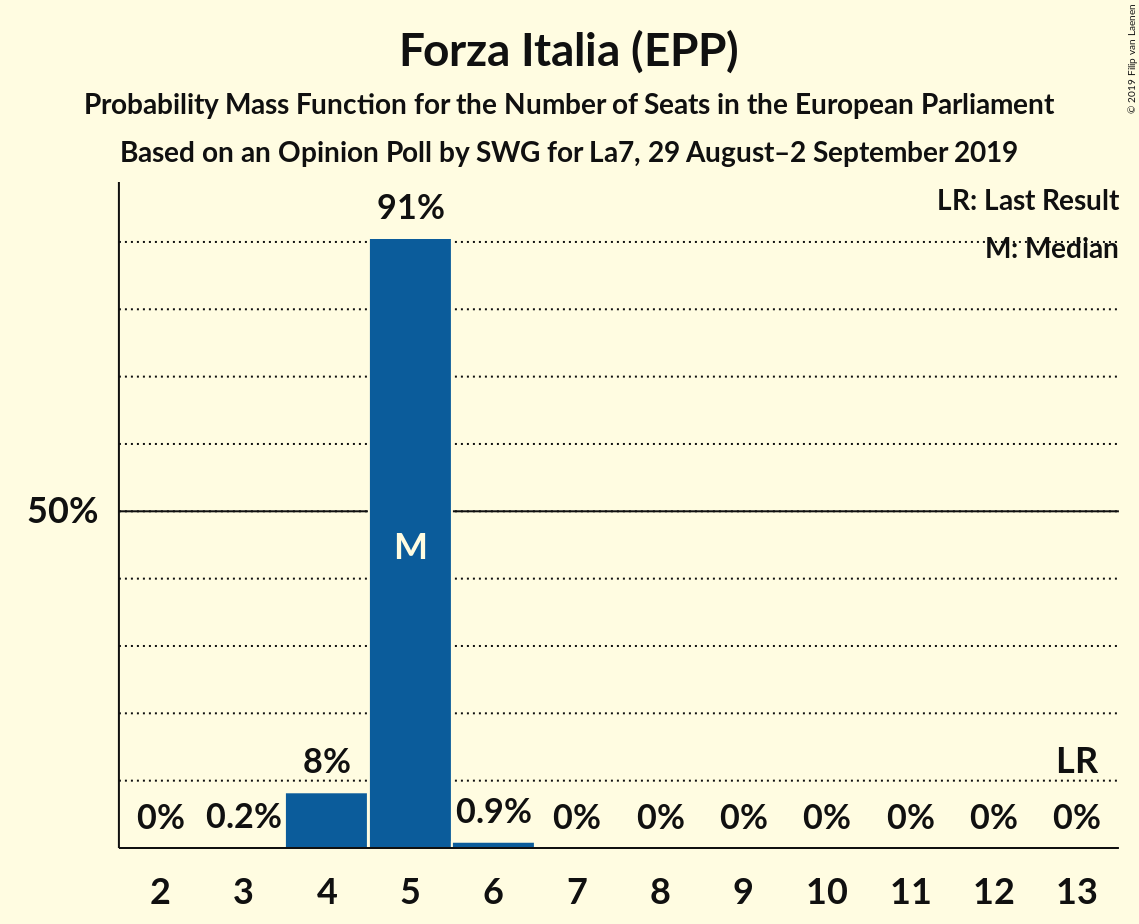 Forza Italia (EPP)
Probability Mass Function for the Number of Seats in the European Parliament
Based on an Opinion Poll by SWG for La7, 29 August–2 September 2019
© 2019 Filip van Laenen
LR: Last Result
M: Median
91%
50%
M
8%
LR
0% 0.2% 0.9% 0% 0% 0% 0% 0% 0% 0%
2 3 4 5 6 7 8 9 10 11 12 13